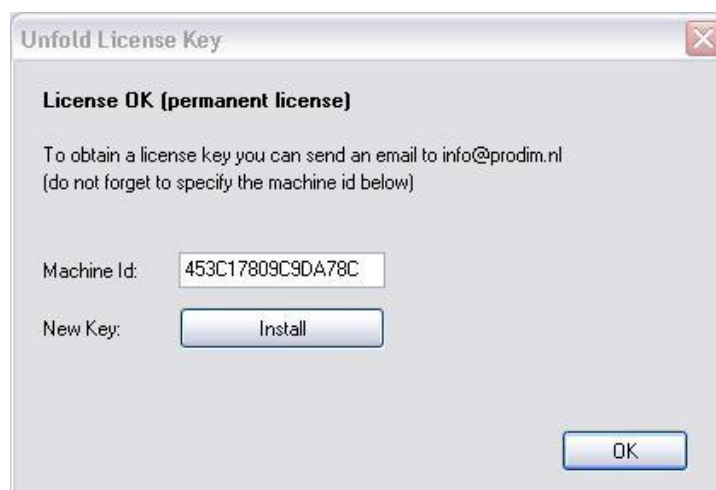 Unfold License Key
License OK (permanent license)
To obtain a license key you can send an email to info@prodim.nl
(do not forget to specify the machine id below)
Machine Id: 453C17809C9DA78C
New Key: Install
OK